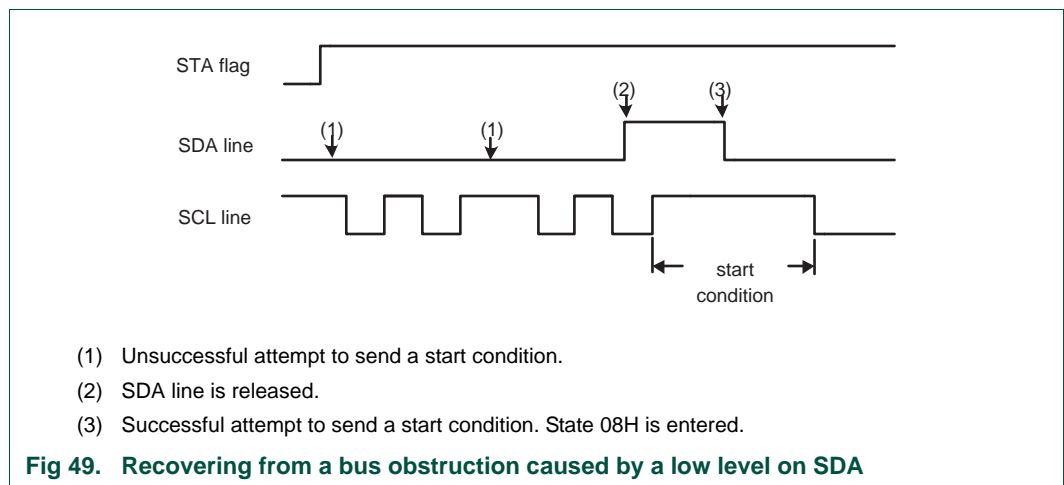 STA flag
(2)
(3)
(1)
(1)
SDA line
SCL line
start
condition
(1) Unsuccessful attempt to send a start condition.
(2) SDA line is released.
(3) Successful attempt to send a start condition. State 08H is entered.
Fig 49. Recovering from a bus obstruction caused by a low level on SDA